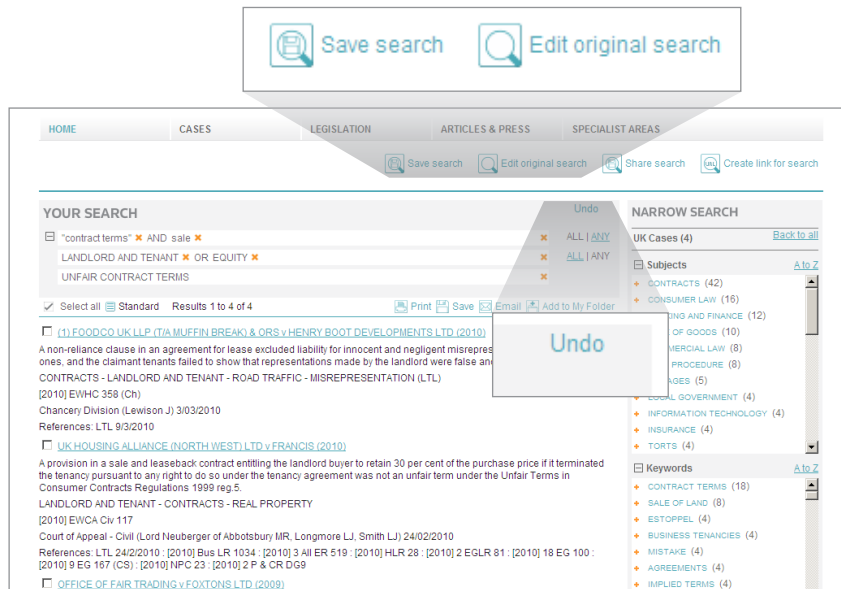 Save search Edit original search
HOME CASES LEGISLATION ARTICLES & PRESS SPECIALIST AREAS
Save search Edit original search Share search URL Create link for search
YOUR SEARCH Undo
"contract terms" AND sale ALL | ANY
LANDLORD AND TENANT OR EQUITY ALL | ANY
UNFAIR CONTRACT TERMS
Select all Standard Results 1 to 4 of 4 Print Save Email Add to My Folder
(1) FOODCO UK LLP (T/A MUFFIN BREAK) & ORS v HENRY BOOT DEVELOPMENTS LTD (2010)
A non-reliance clause in an agreement for lease excluded liability for innocent and negligent
ones, and the claimant tenants failed to show that representations made by the landlord were false
CONTRACTS - LANDLORD AND TENANT - ROAD TRAFFIC - MISREPRESENTATION (LTL)
[2010] EWHC 358 (Ch)
Chancery Division (Lewison J) 3/03/2010
References: LTL 9/3/2010
UK HOUSING ALLIANCE (NORTH WEST) LTD v FRANCIS (2010)
A provision in a sale and leaseback contract entitling the landlord buyer to retain 30 per cent of the purchase price if it terminated
the tenancy pursuant to any right to do so under the tenancy agreement was not an unfair term under the Unfair Terms in
Consumer Contracts Regulations 1999 reg.5.
LANDLORD AND TENANT - CONTRACTS - REAL PROPERTY
[2010] EWCA Civ 117
Court of Appeal - Civil (Lord Neuberger of Abbotsbury MR, Longmore LJ, Smith LJ) 24/02/2010
References: LTL 24/2/2010 : [2010] Bus LR 1034 : [2010] 3 All ER 519 : [2010] HLR 28 : [2010] 2 EGLR 81 : [2010] 18 EG 100 :
[2010] 9 EG 167 (CS) : [2010] NPC 23 : [2010] 2 P & CR DG9
OFFICE OF FAIR TRADING v FOXTONS LTD (2009)
Undo
NARROW SEARCH
UK Cases (4) Back to all
Subjects A to Z
CONTRACTS (42)
CONSUMER LAW (16)
AND FINANCE (12)
OF GOODS (10)
LAW (8)
PROCEDURE (8)
(5)
LOCAL GOVERNMENT (4)
INFORMATION TECHNOLOGY (4)
INSURANCE (4)
TORTS (4)
Keywords A to Z
CONTRACT TERMS (18)
SALE OF LAND (8)
ESTOPPEL (4)
BUSINESS TENANCIES (4)
MISTAKE (4)
AGREEMENTS (4)
IMPLIED TERMS (4)